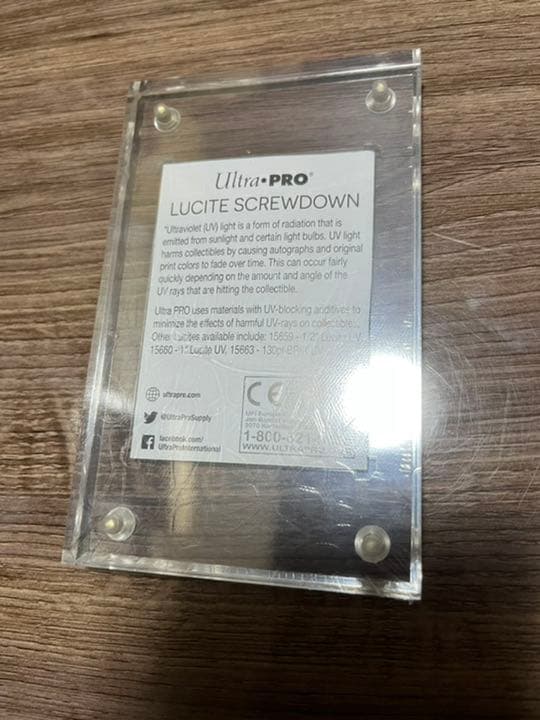 Ultra•PRO®
LUCITE SCREWDOWN
*Ultraviolet (UV) light is a form of radiation that is
emitted from sunlight and certain light bulbs. UV light
harms collectibles by causing autographs and original
print colors to fade over time. This can occur fairly
quickly depending on the amount and angle of the
UV rays that are hitting the collectible.
Ultra PRO uses materials with UV-blocking additives to
minimize the effects of harmful UV-rays on collectibles.
Other Lucites available include: 15659 - 1/2" Lucite UV,
15660 - 1" Lucite UV, 15663 - 130pt
ultrapro.com
@UltraProSupply
facebook.com/
UltraProInternational
CE
1-800-
WWW.ULTRA